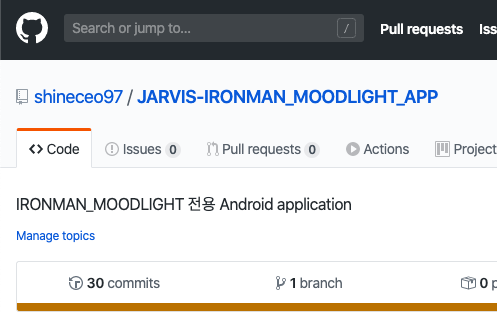 Search or jump to... / Pull requests Iss
shineceo97 / JARVIS-IRONMAN_MOODLIGHT_APP
Code Issues 0 Pull requests 0 Actions Project
IRONMAN_MOODLIGHT 전용 Android application
Manage topics
30 commits 1 branch 0 p